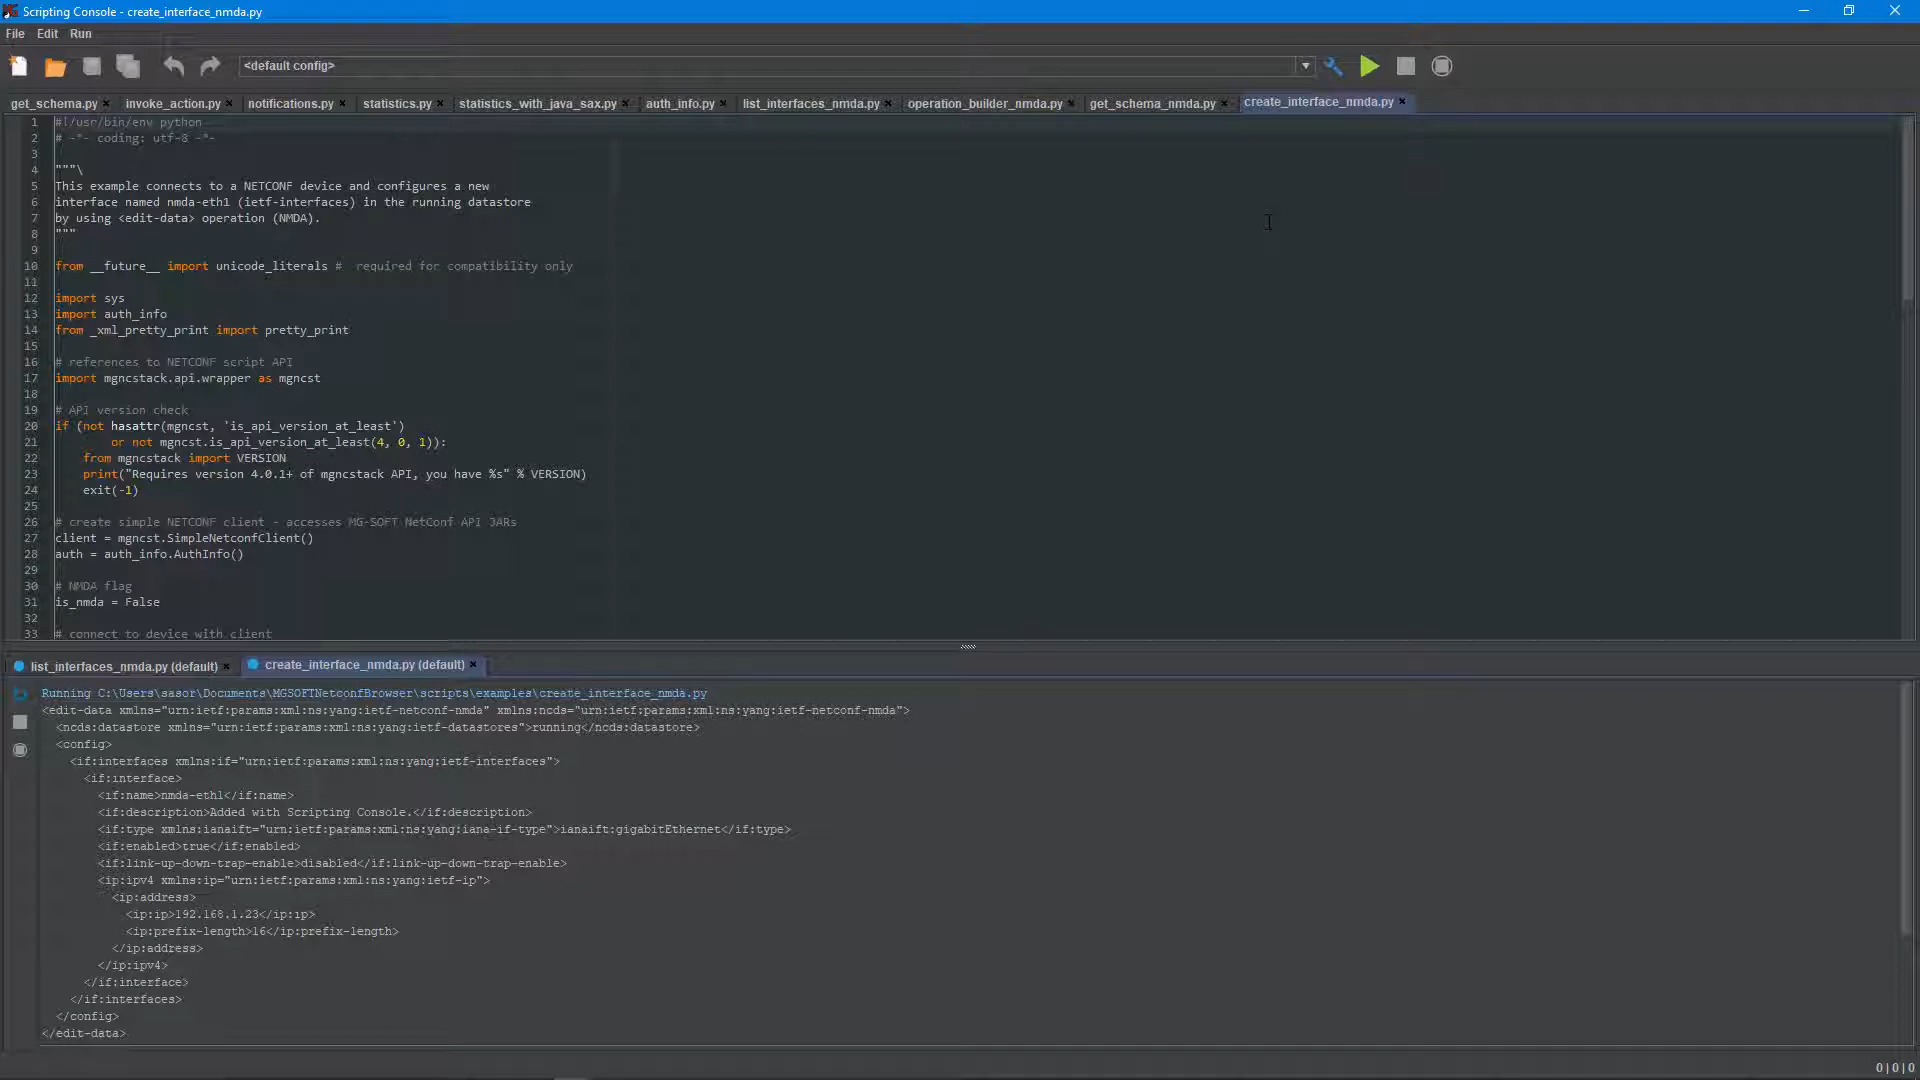 Scripting Console - create_interface_nmda.py
File Edit Run
<default config>
get_schema.py × invoke_action.py × notifications.py × statistics.py × statistics_with_java_sax.py × auth_info.py × list_interfaces_nmda.py × operation_builder_nmda.py × get_schema_nmda.py × create_interface_nmda.py ×
1 #!/usr/bin/env python
2 # -*- coding: utf-8 -*-
3
4 """\
5 This example connects to a NETCONF device and configures a new
6 interface named nmda-eth1 (ietf-interfaces) in the running datastore
7 by using <edit-data> operation (NMDA).
8 """
9
10 from __future__ import unicode_literals #  required for compatibility only
11
12 import sys
13 import auth_info
14 from _xml_pretty_print import pretty_print
15
16 # references to NETCONF script API
17 import mgncstack.api.wrapper as mgncst
18
19 # API version check
20 if (not hasattr(mgncst, 'is_api_version_at_least')
21         or not mgncst.is_api_version_at_least(4, 0, 1)):
22     from mgncstack import VERSION
23     print("Requires version 4.0.1+ of mgncstack API, you have %s" % VERSION)
24     exit(-1)
25
26 # create simple NETCONF client - accesses MG-SOFT NetConf API JARs
27 client = mgncst.SimpleNetconfClient()
28 auth = auth_info.AuthInfo()
29
30 # NMDA flag
31 is_nmda = False
32
33 # connect to device with client
list_interfaces_nmda.py (default) × create_interface_nmda.py (default) ×
Running C:\Users\sasor\Documents\MGSOFTNetconfBrowser\scripts\examples\create_interface_nmda.py
<edit-data xmlns="urn:ietf:params:xml:ns:yang:ietf-netconf-nmda" xmlns:ncds="urn:ietf:params:xml:ns:yang:ietf-netconf-nmda">
  <ncds:datastore xmlns="urn:ietf:params:xml:ns:yang:ietf-datastores">running</ncds:datastore>
  <config>
    <if:interfaces xmlns:if="urn:ietf:params:xml:ns:yang:ietf-interfaces">
      <if:interface>
        <if:name>nmda-eth1</if:name>
        <if:description>Added with Scripting Console.</if:description>
        <if:type xmlns:ianaift="urn:ietf:params:xml:ns:yang:iana-if-type">ianaift:gigabitEthernet</if:type>
        <if:enabled>true</if:enabled>
        <if:link-up-down-trap-enable>disabled</if:link-up-down-trap-enable>
        <ip:ipv4 xmlns:ip="urn:ietf:params:xml:ns:yang:ietf-ip">
          <ip:address>
            <ip:ip>192.168.1.23</ip:ip>
            <ip:prefix-length>16</ip:prefix-length>
          </ip:address>
        </ip:ipv4>
      </if:interface>
    </if:interfaces>
  </config>
</edit-data>
0|0|0